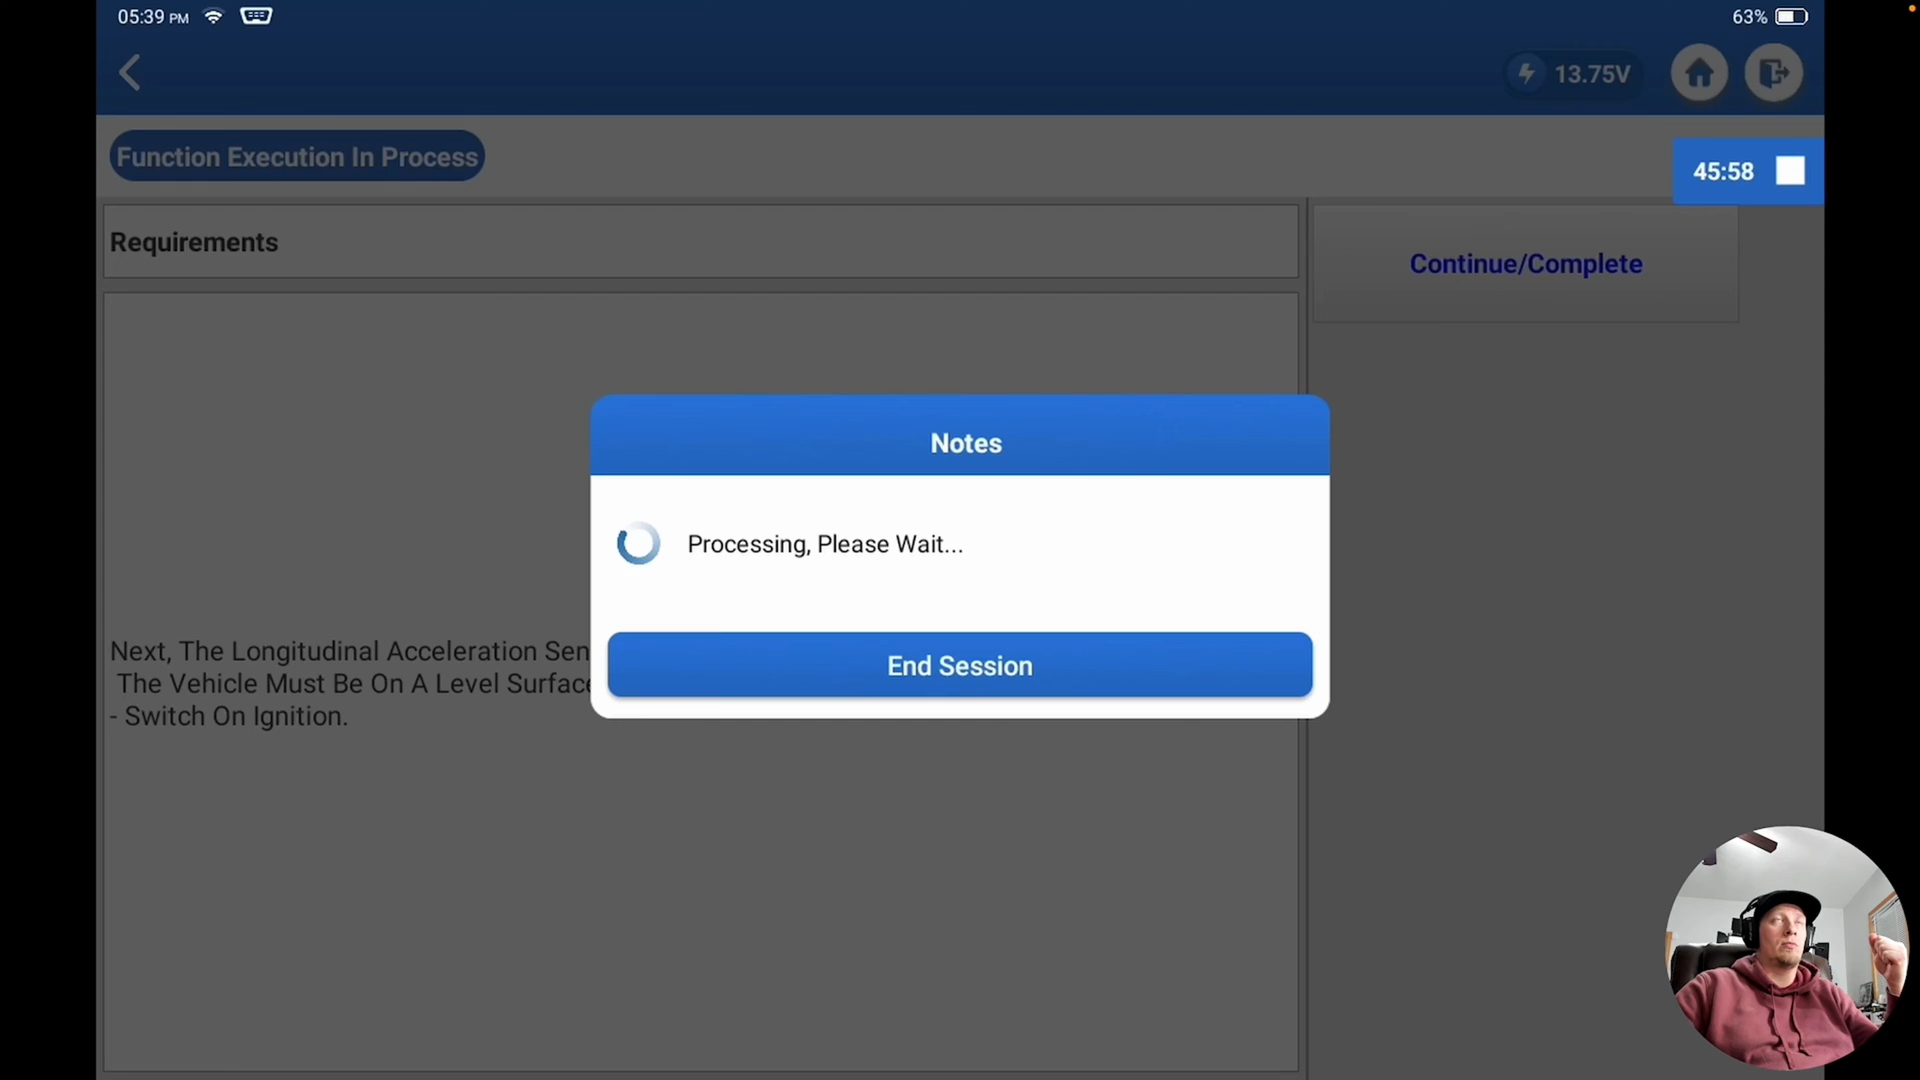 05:39 PM
63%
13.75V
Function Execution In Process
45:58
Requirements
Continue/Complete
Notes
Processing, Please Wait...
End Session
Next, The Longitudinal Acceleration Sen
The Vehicle Must Be On A Level Surface
- Switch On Ignition.